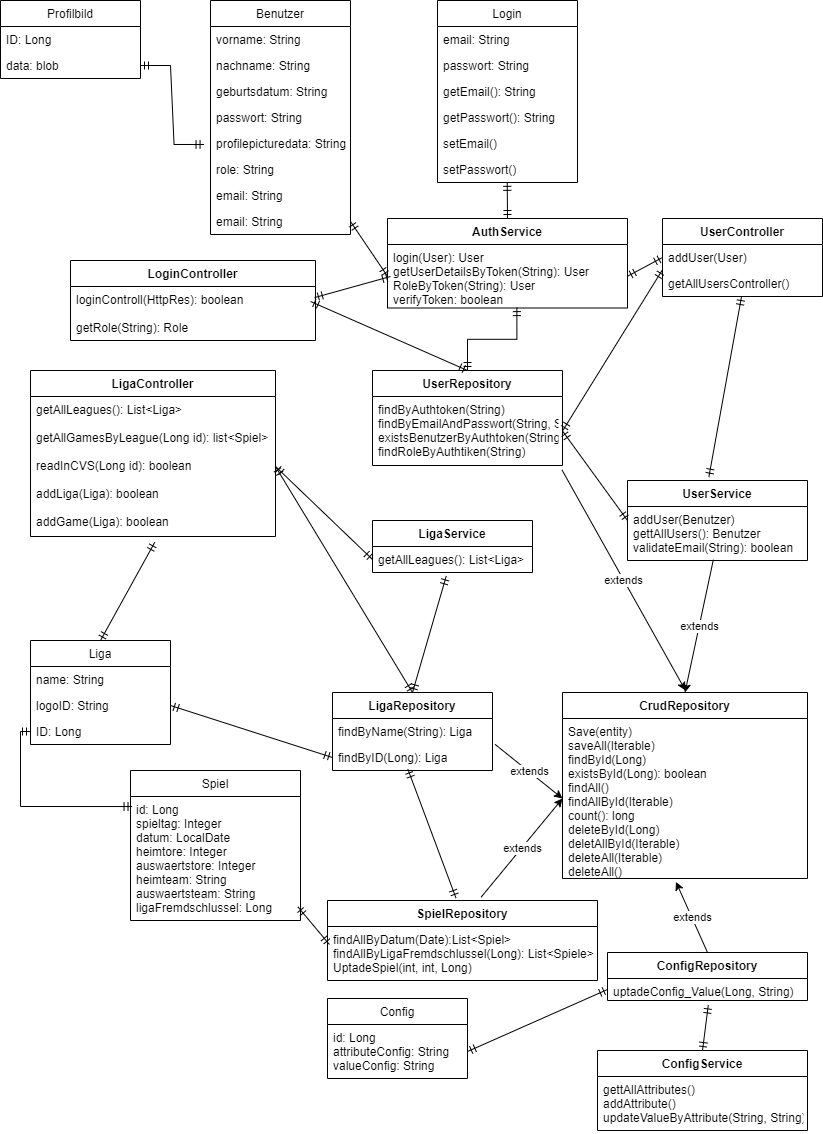 Profilbild
ID: Long
data: blob
Benutzer
vorname: String
nachname: String
geburtsdatum: String
passwort: String
profilepicturedata: String
role: String
email: String
email: String
Login
email: String
passwort: String
getEmail(): String
getPasswort(): String
setEmail()
setPasswort()
AuthService
login(User): User
getUserDetailsByToken(String): User
RoleByToken(String): User
verifyToken: boolean
UserController
addUser(User)
getAllUsersController()
LoginController
loginControll(HttpRes): boolean
getRole(String): Role
UserRepository
findByAuthtoken(String)
findByEmailAndPasswort(String, S
existsBenutzerByAuthtoken(String
findRoleByAuthtiken(String)
LigaController
getAllLeagues(): List<Liga>
getAllGamesByLeague(Long id): list<Spiel>
readInCVS(Long id): boolean
addLiga(Liga): boolean
addGame(Liga): boolean
UserService
addUser(Benutzer)
gettAllUsers(): Benutzer
validateEmail(String): boolean
LigaService
getAllLeagues(): List<Liga>
extends
extends
Liga
name: String
logoID: String
ID: Long
LigaRepository
findByName(String): Liga
findByID(Long): Liga
CrudRepository
Save(entity)
saveAll(Iterable)
findById(Long)
existsById(Long): boolean
findAll()
findAllById(Iterable)
count(): long
deleteById(Long)
deletAllById(Iterable)
deleteAll(Iterable)
deleteAll()
extends
extends
Spiel
id: Long
spieltag: Integer
datum: LocalDate
heimtore: Integer
auswaertstore: Integer
heimteam: String
auswaertsteam: String
ligaFremdschlussel: Long
SpielRepository
findAllByDatum(Date):List<Spiel>
findAllByLigaFremdschlussel(Long): List<Spiele>
UptadeSpiel(int, int, Long)
extends
ConfigRepository
uptadeConfig_Value(Long, String)
Config
id: Long
attributeConfig: String
valueConfig: String
ConfigService
gettAllAttributes()
addAttribute()
updateValueByAttribute(String, String)